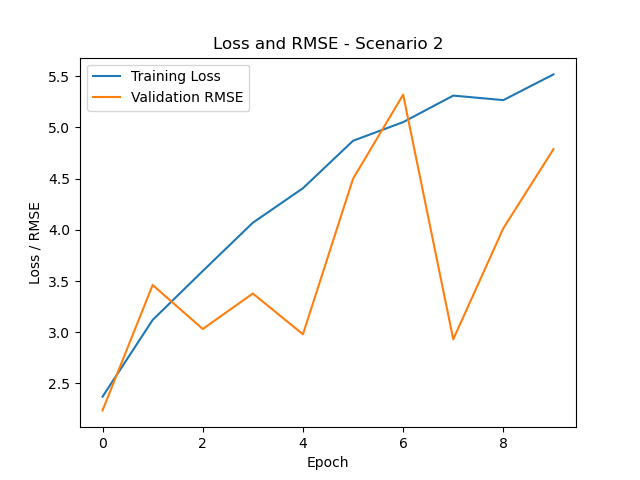 Loss and RMSE - Scenario 2
Training Loss
Validation RMSE
5.5
5.0
4.5
4.0
3.5
3.0
2.5
Loss / RMSE
0 2 4 6 8
Epoch